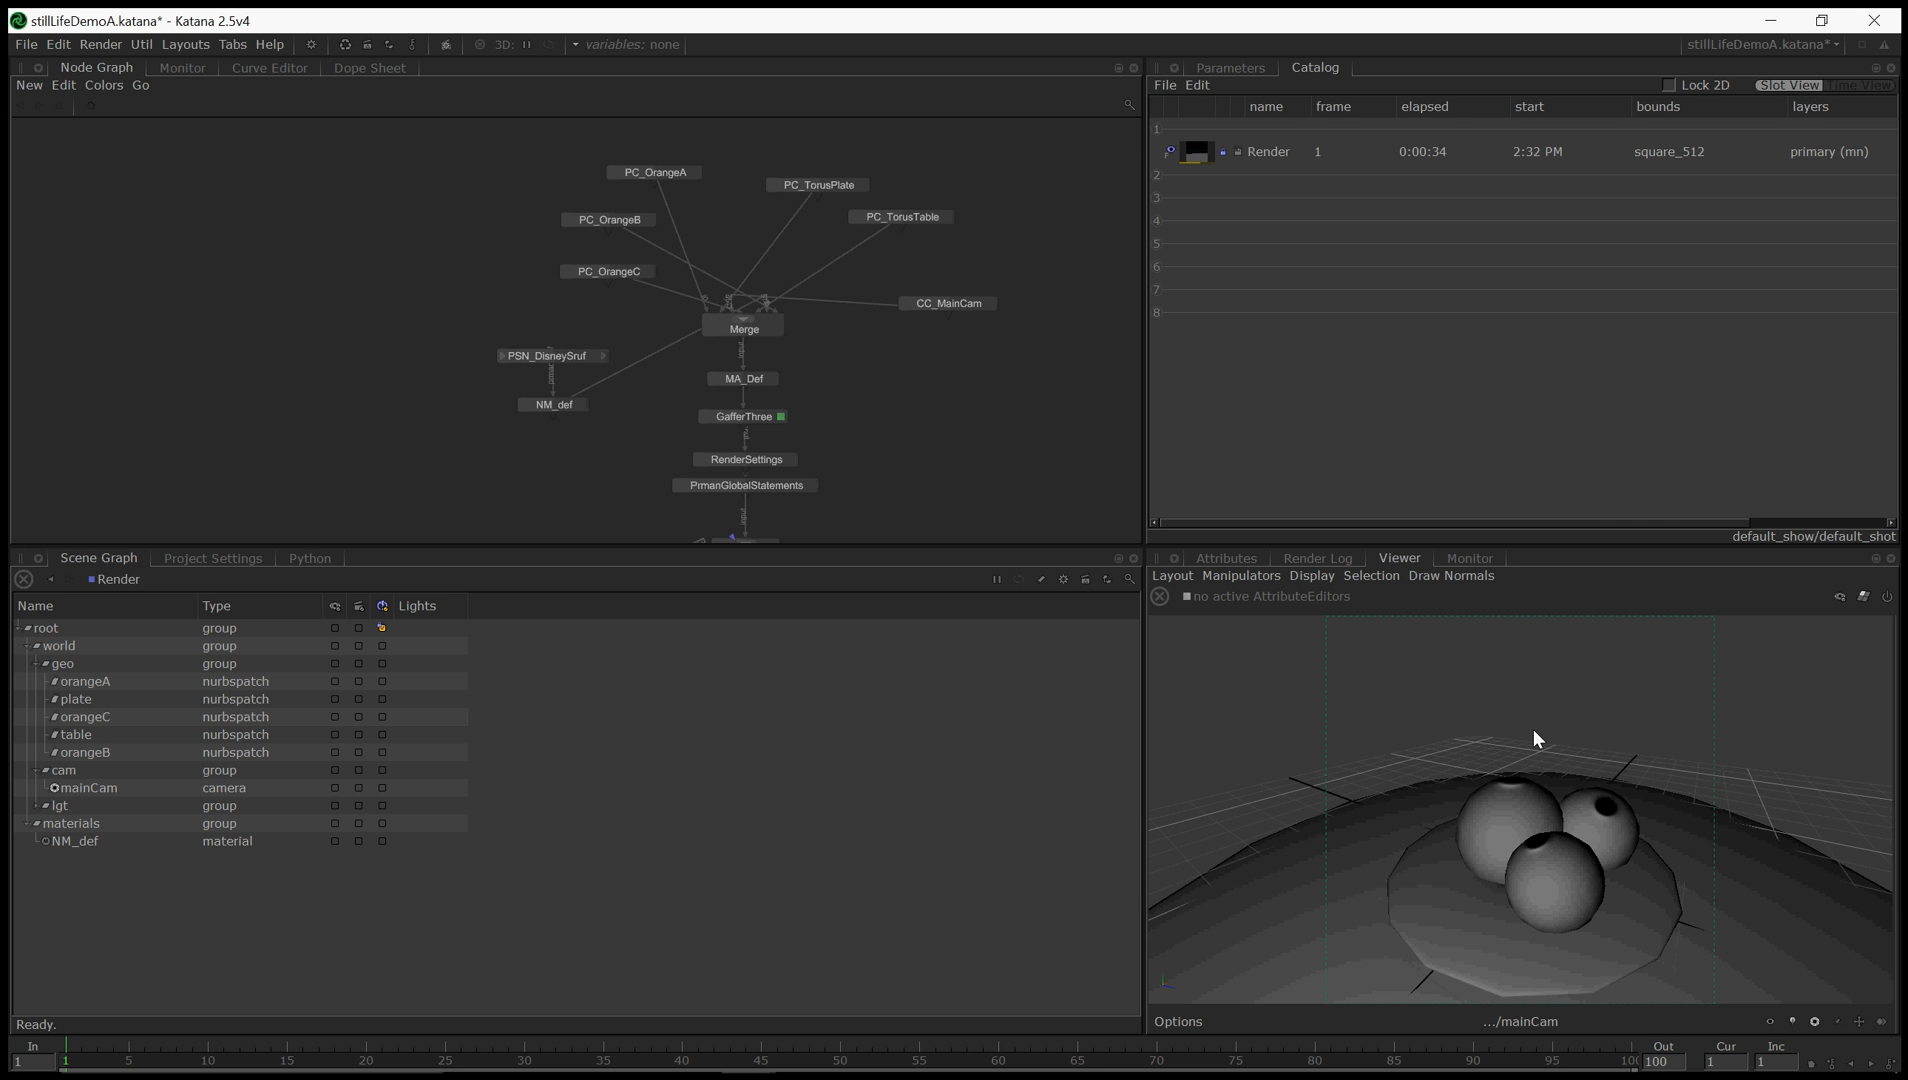 stillLifeDemoA.katana* - Katana 2.5v4
File Edit Render Util Layouts Tabs Help 3D: variables: none stillLifeDemoA.katana*
Node Graph Monitor Curve Editor Dope Sheet
New Edit Colors Go
PC_OrangeA
PC_TorusPlate
PC_OrangeB
PC_TorusTable
PC_OrangeC
CC_MainCam
Merge
PSN_DisneySruf
input
MA_Def
NM_def
GafferThree
RenderSettings
PrmanGlobalStatements
input
Parameters Catalog
File Edit Lock 2D Slot View Time View
name frame elapsed start bounds layers
1
Render 1 0:00:34 2:32 PM square_512 primary (mn)
2
3
4
5
6
7
8
default_show/default_shot
Scene Graph Project Settings Python
Render
Name Type Lights
root group
world group
geo group
orangeA nurbspatch
plate nurbspatch
orangeC nurbspatch
table nurbspatch
orangeB nurbspatch
cam group
mainCam camera
lgt group
materials group
NM_def material
Ready.
Attributes Render Log Viewer Monitor
Layout Manipulators Display Selection Draw Normals
no active AttributeEditors
Options .../mainCam
In Out Cur Inc
1 1 5 10 15 20 25 30 35 40 45 50 55 60 65 70 75 80 85 90 95 100 100 1 1